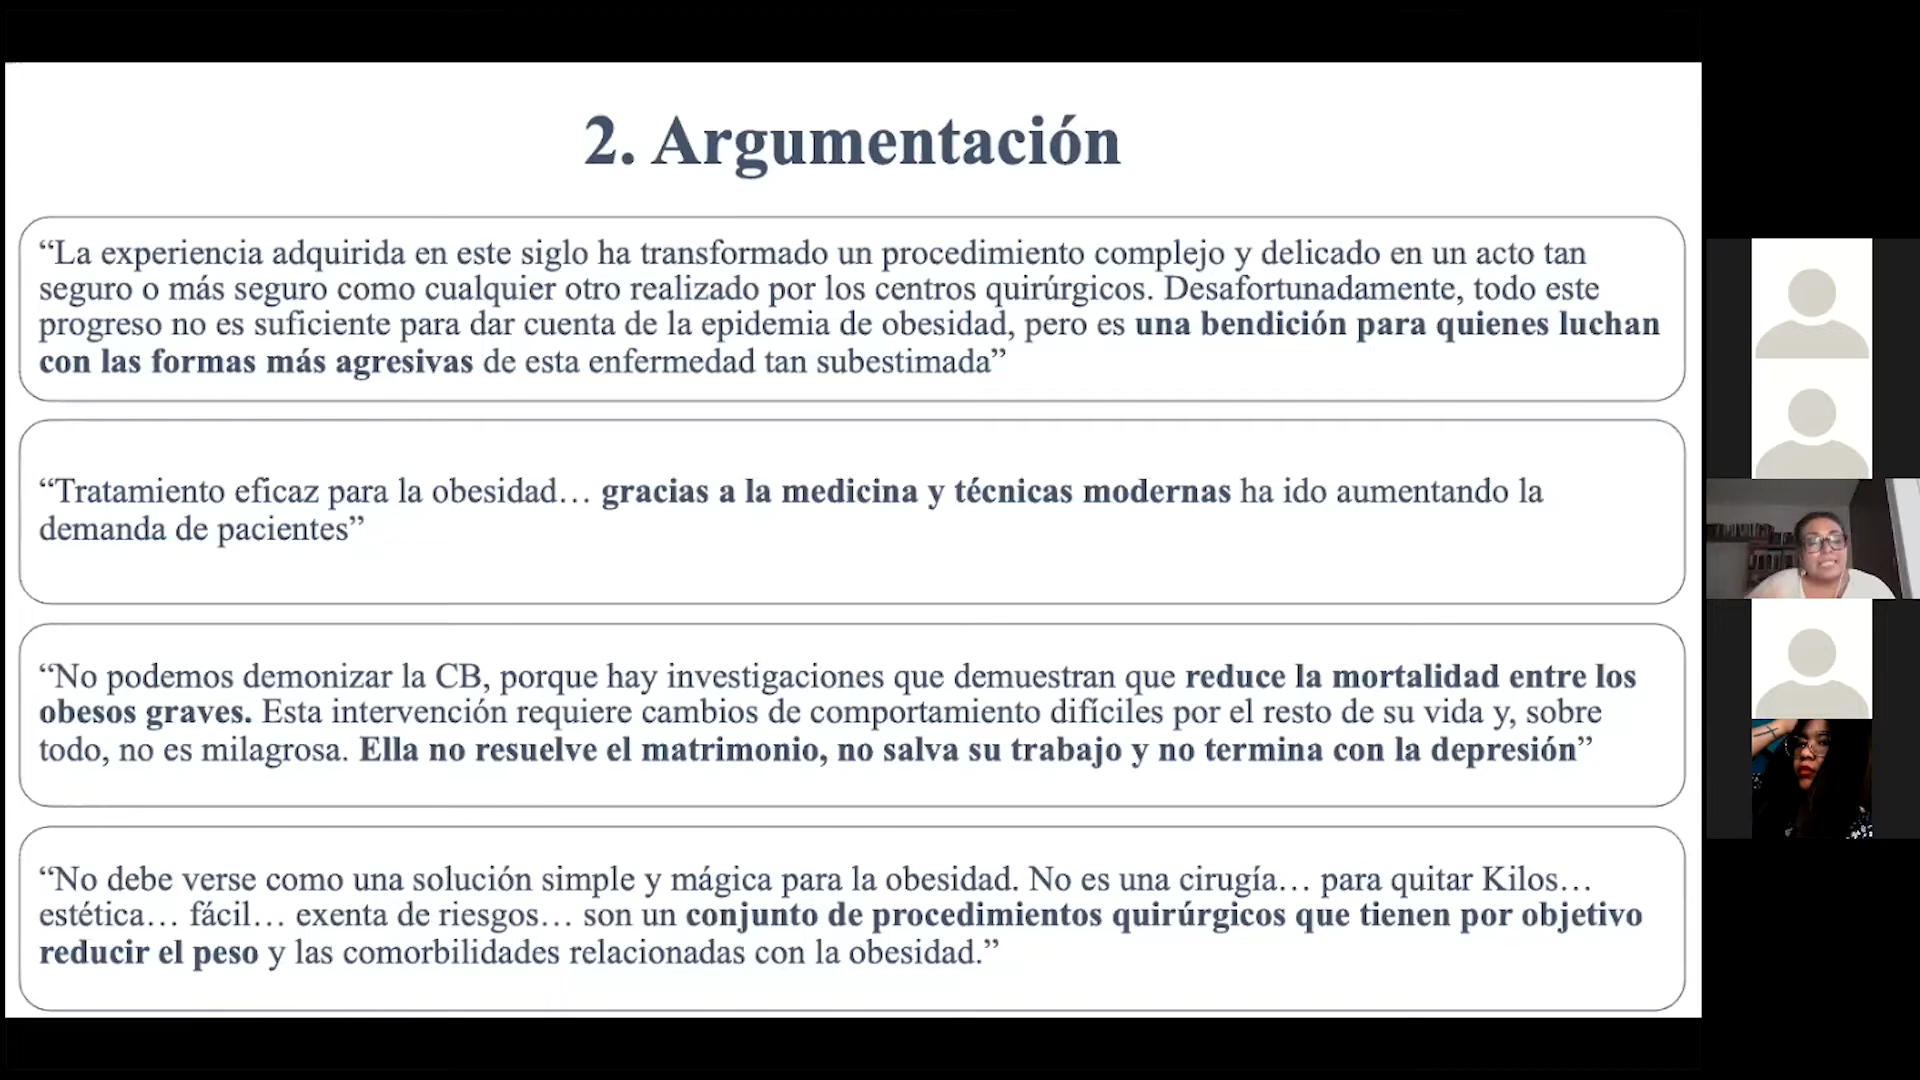 2. Argumentación
“La experiencia adquirida en este siglo ha transformado un procedimiento complejo y delicado en un acto tan
seguro o más seguro como cualquier otro realizado por los centros quirúrgicos. Desafortunadamente, todo este
progreso no es suficiente para dar cuenta de la epidemia de obesidad, pero es una bendición para quienes luchan
con las formas más agresivas de esta enfermedad tan subestimada”
“Tratamiento eficaz para la obesidad… gracias a la medicina y técnicas modernas ha ido aumentando la
demanda de pacientes”
“No podemos demonizar la CB, porque hay investigaciones que demuestran que reduce la mortalidad entre los
obesos graves. Esta intervención requiere cambios de comportamiento difíciles por el resto de su vida y, sobre
todo, no es milagrosa. Ella no resuelve el matrimonio, no salva su trabajo y no termina con la depresión”
“No debe verse como una solución simple y mágica para la obesidad. No es una cirugía… para quitar Kilos…
estética… fácil… exenta de riesgos… son un conjunto de procedimientos quirúrgicos que tienen por objetivo
reducir el peso y las comorbilidades relacionadas con la obesidad.”